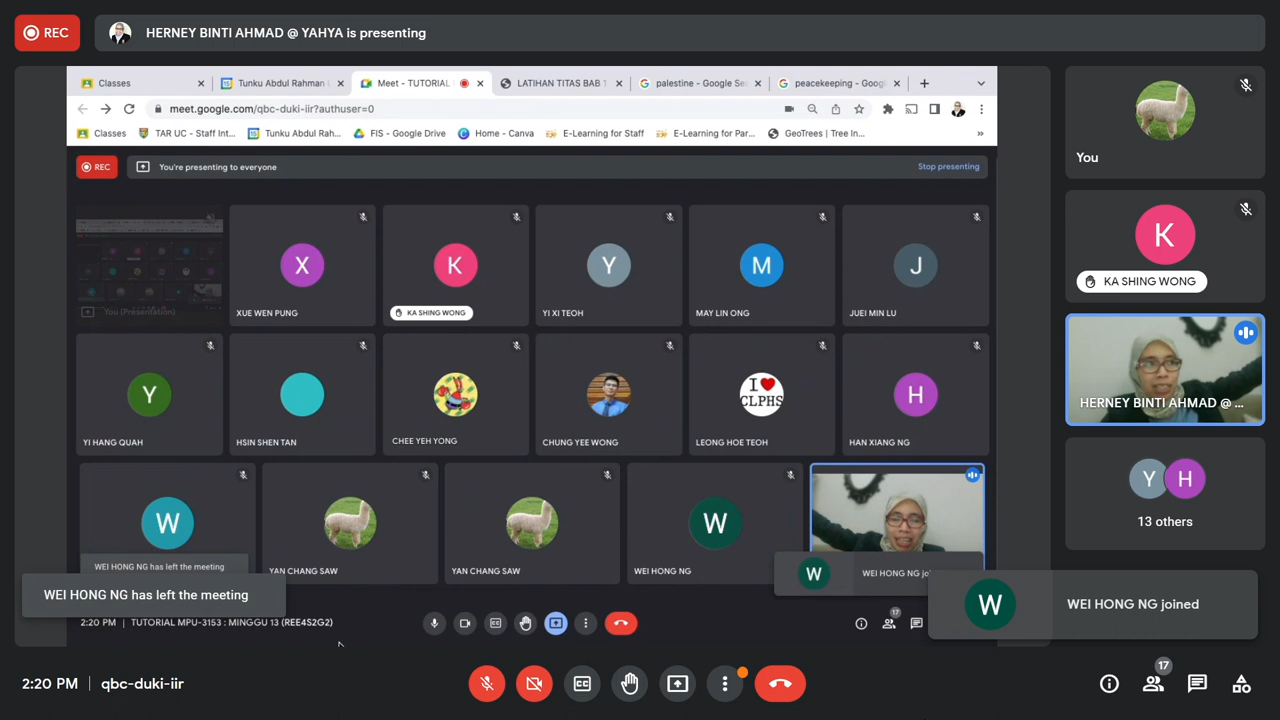 REC
HERNEY BINTI AHMAD @ YAHYA is presenting
Classes
Tunku Abdul Rahman U
Meet - TUTORIAL
LATIHAN TITAS BAB 1
palestine - Google Se
peacekeeping - Goog
meet.google.com/qbc-duki-iir?authuser=0
Classes
TAR UC - Staff Int...
Tunku Abdul Rah...
FIS - Google Drive
Home - Canva
E-Learning for Staff
E-Learning for Par...
GeoTrees | Tree In...
»
REC
You're presenting to everyone
Stop presenting
You (Presentation)
X
XUE WEN PUNG
K
KA SHING WONG
Y
YI XI TEOH
M
MAY LIN ONG
J
JUEI MIN LU
Y
YI HANG QUAH
HSIN SHEN TAN
CHEE YEH YONG
CHUNG YEE WONG
I
CLPHS
LEONG HOE TEOH
H
HAN XIANG NG
W
WEI HONG NG has left the meeting
YAN CHANG SAW
YAN CHANG SAW
W
WEI HONG NG
W
WEI HONG NG joi
WEI HONG NG has left the meeting
2:20 PM | TUTORIAL MPU-3153 : MINGGU 13 (REE4S2G2)
17
You
K
KA SHING WONG
HERNEY BINTI AHMAD @ ...
Y
H
13 others
W
WEI HONG NG joined
2:20 PM | qbc-duki-iir
17